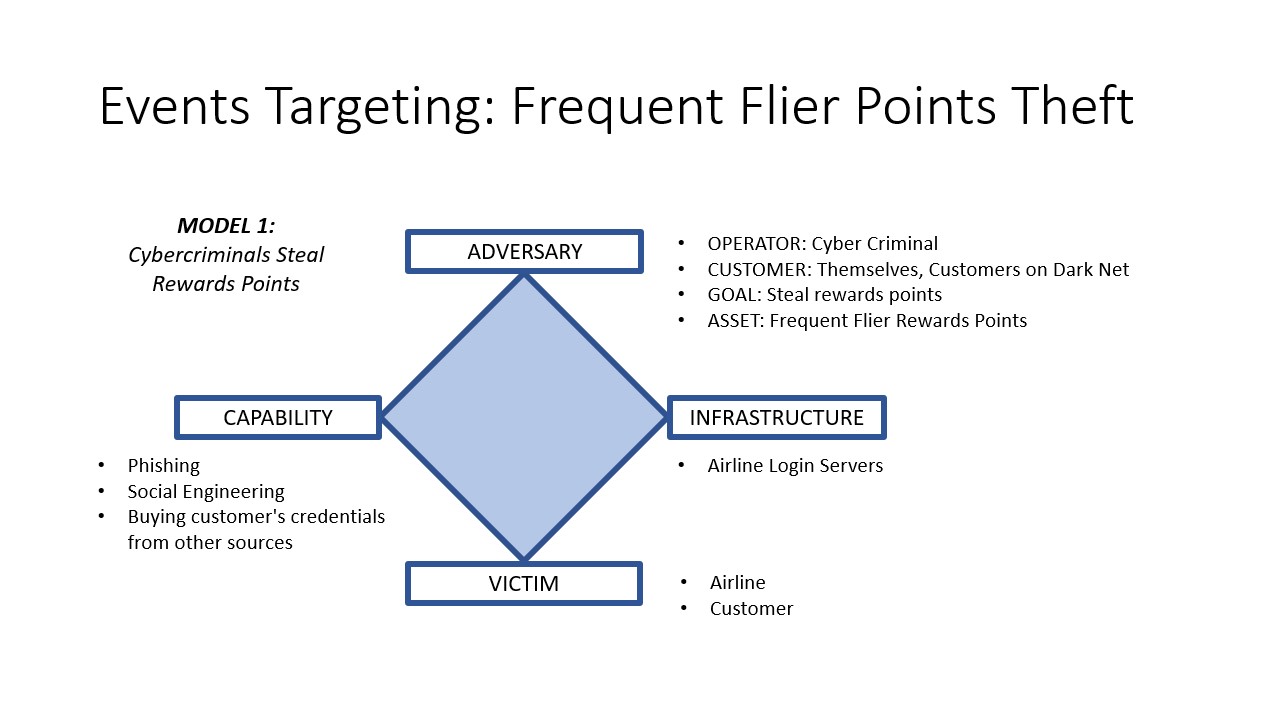 Events Targeting: Frequent Flier Points Theft
MODEL 1:
Cybercriminals Steal
Rewards Points
ADVERSARY
• OPERATOR: Cyber Criminal
• CUSTOMER: Themselves, Customers on Dark Net
• GOAL: Steal rewards points
• ASSET: Frequent Flier Rewards Points
CAPABILITY
• Phishing
• Social Engineering
• Buying customer's credentials
from other sources
INFRASTRUCTURE
• Airline Login Servers
VICTIM
• Airline
• Customer